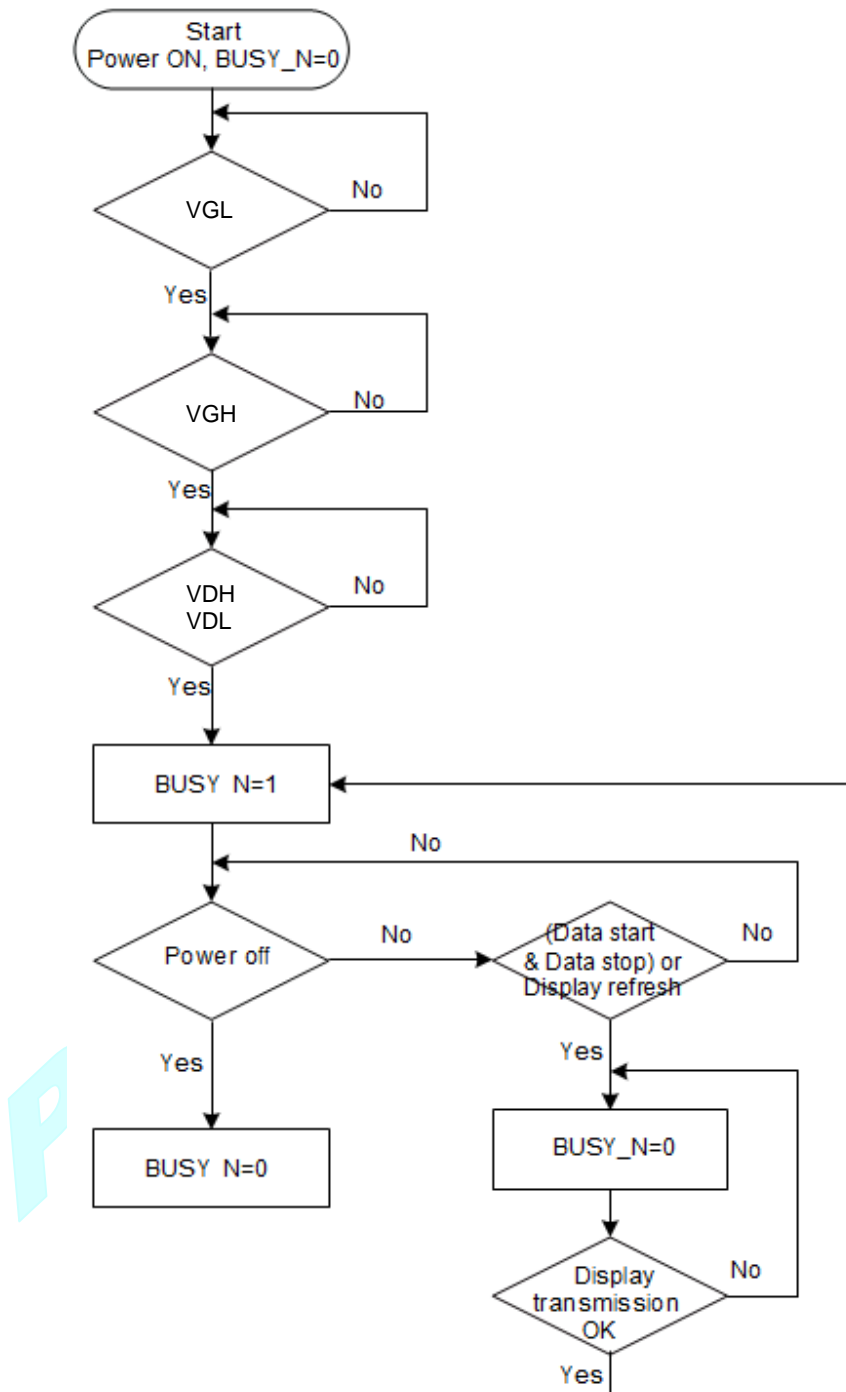 Start
Power ON, BUSY_N=0
VGL
No
Yes
VGH
No
Yes
VDH
VDL
No
Yes
BUSY N=1
No
Power off
No
(Data start
& Data stop) or
Display refresh
No
Yes
Yes
BUSY_N=0
BUSY N=0
Display
transmission
OK
No
Yes
P